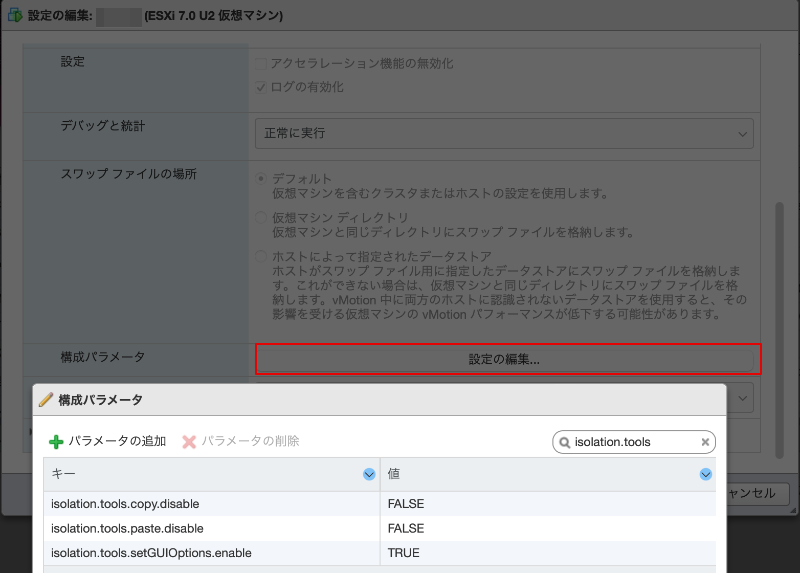 設定の編集: (ESXi 7.0 U2 仮想マシン)
設定
アクセラレーション機能の無効化
ログの有効化
デバッグと統計
正常に実行
スワップ ファイルの場所
デフォルト
仮想マシンを含むクラスタまたはホストの設定を使用します。
仮想マシン ディレクトリ
仮想マシンと同じディレクトリにスワップ ファイルを格納します。
ホストによって指定されたデータストア
ホストがスワップ ファイル用に指定したデータストアにスワップ ファイルを格納しま
す。これができない場合は、仮想マシンと同じディレクトリにスワップ ファイルを格
納します。vMotion 中に両方のホストに認識されないデータストアを使用すると、その
影響を受ける仮想マシンの vMotion パフォーマンスが低下する可能性があります。
構成パラメータ
設定の編集...
構成パラメータ
パラメータの追加 パラメータの削除
isolation.tools
キー 値
isolation.tools.copy.disable FALSE
isolation.tools.paste.disable FALSE
isolation.tools.setGUIOptions.enable TRUE
ャンセル